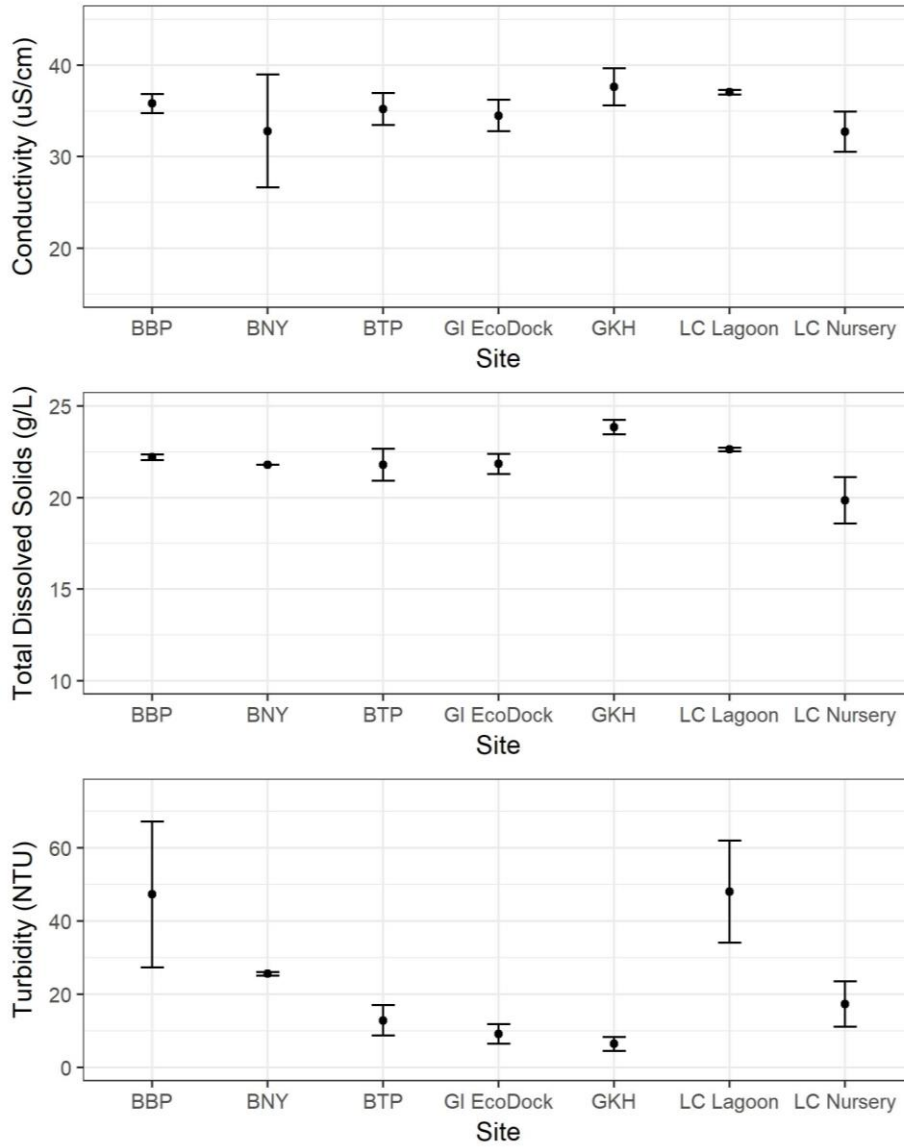 Conductivity (uS/cm)
40
30
20
BBP BNY BTP GI EcoDock GKH LC Lagoon LC Nursery
Site
Total Dissolved Solids (g/L)
25
20
15
10
BBP BNY BTP GI EcoDock GKH LC Lagoon LC Nursery
Site
Turbidity (NTU)
60
40
20
0
BBP BNY BTP GI EcoDock GKH LC Lagoon LC Nursery
Site